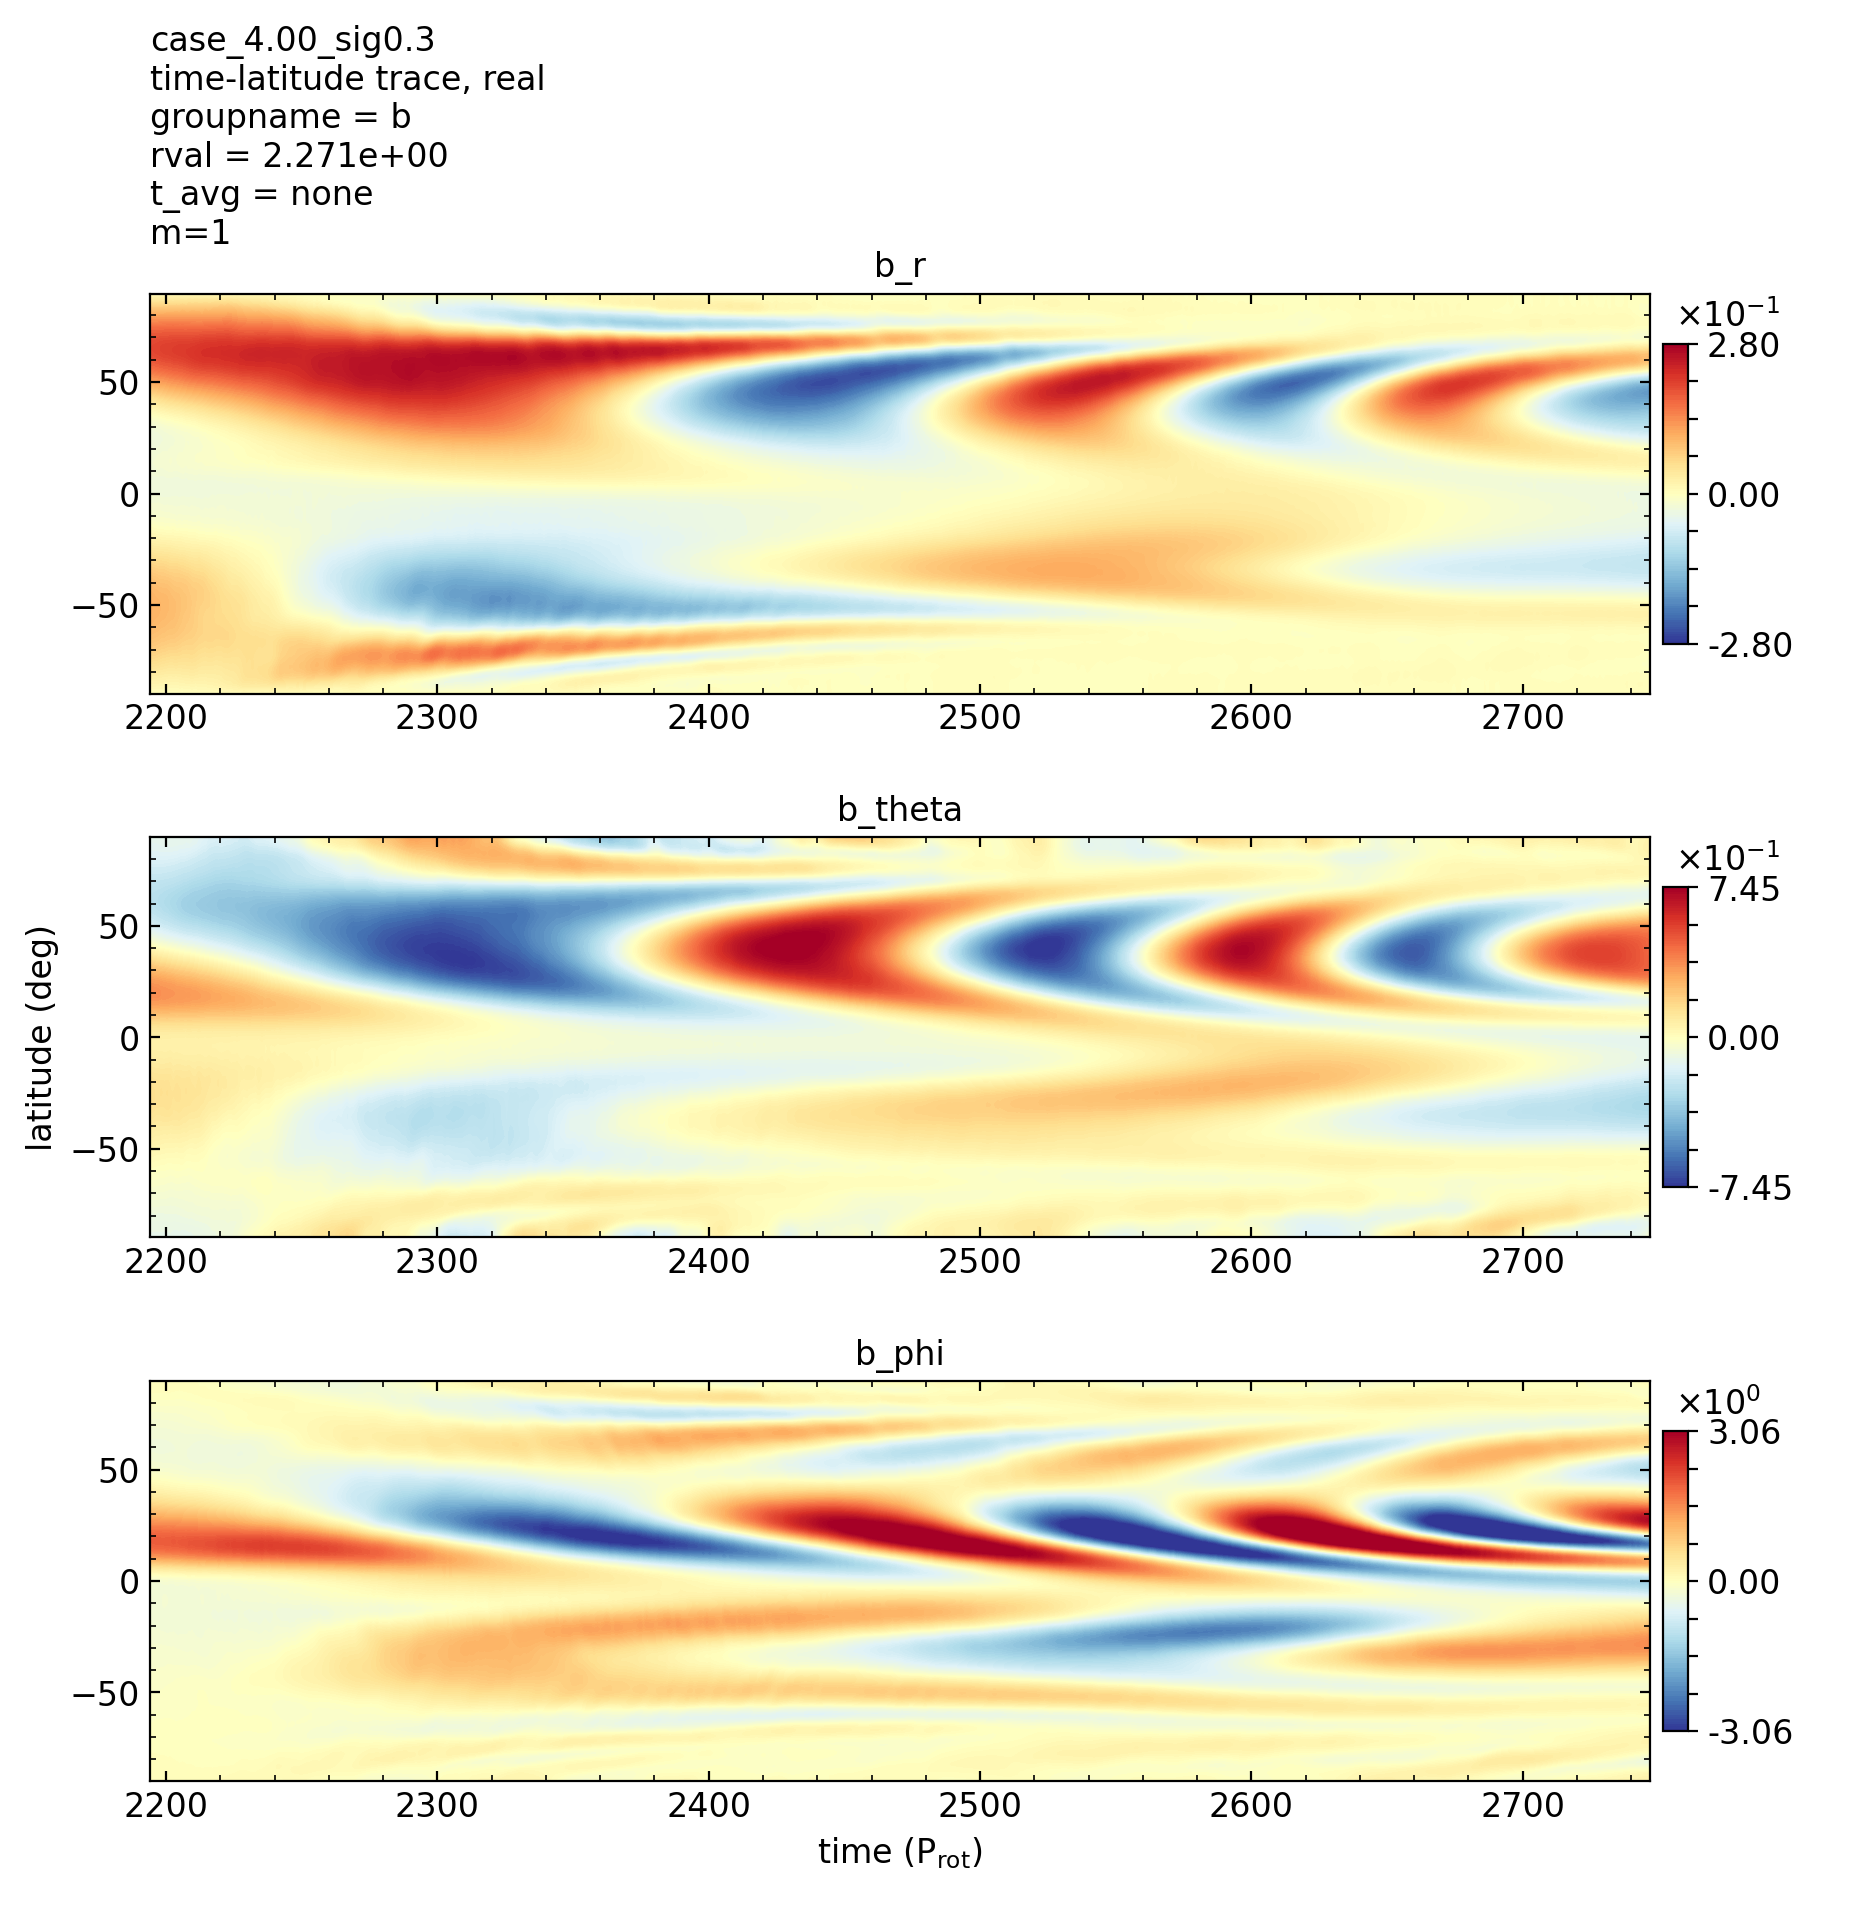 case_4.00_sig0.3
time-latitude trace, real
groupname = b
rval = 2.271e+00
t_avg = none
m=1
b_r
50
0
−50
2200 2300 2400 2500 2600 2700
×10⁻¹
2.80
0.00
-2.80
b_theta
latitude (deg)
50
0
−50
2200 2300 2400 2500 2600 2700
×10⁻¹
7.45
0.00
-7.45
b_phi
50
0
−50
2200 2300 2400 2500 2600 2700
time (P_rot)
×10⁰
3.06
0.00
-3.06